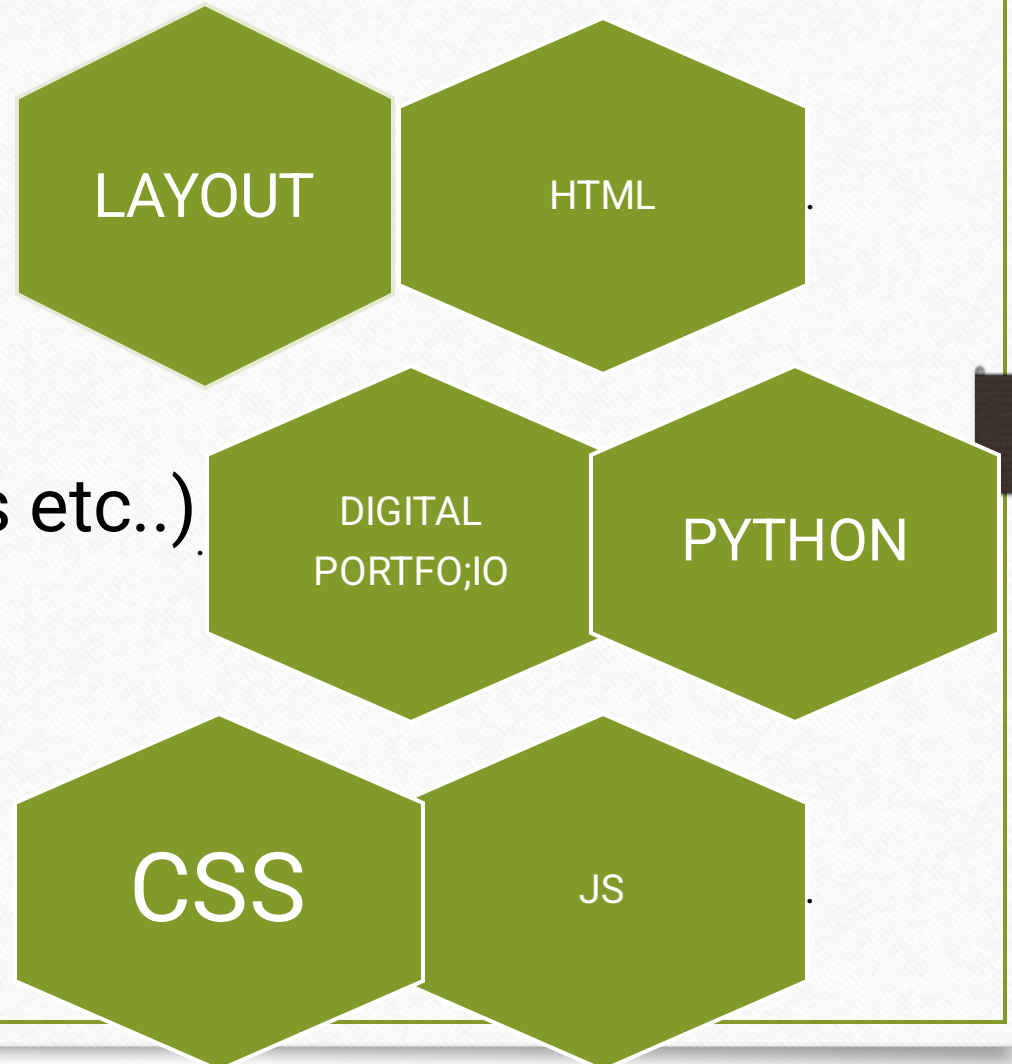 LAYOUT
HTML
.
s etc..)
.
DIGITAL
PORTFO;IO
PYTHON
CSS
JS
.